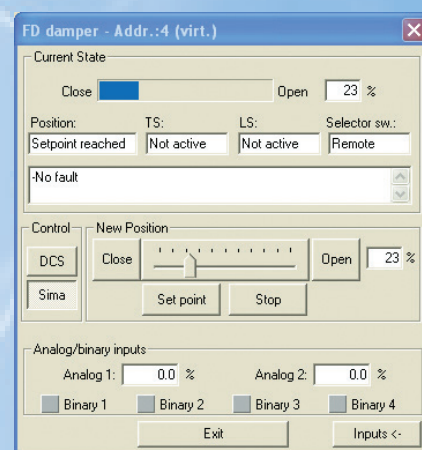 FD damper - Addr.:4 (virt.)
Current State
Close Open 23 %
Position: TS: LS: Selector sw.:
Setpoint reached Not active Not active Remote
-No fault
Control New Position
DCS Close Open 23 %
Sima Set point Stop
Analog/binary inputs
Analog 1: 0.0 % Analog 2: 0.0 %
Binary 1 Binary 2 Binary 3 Binary 4
Exit Inputs <-